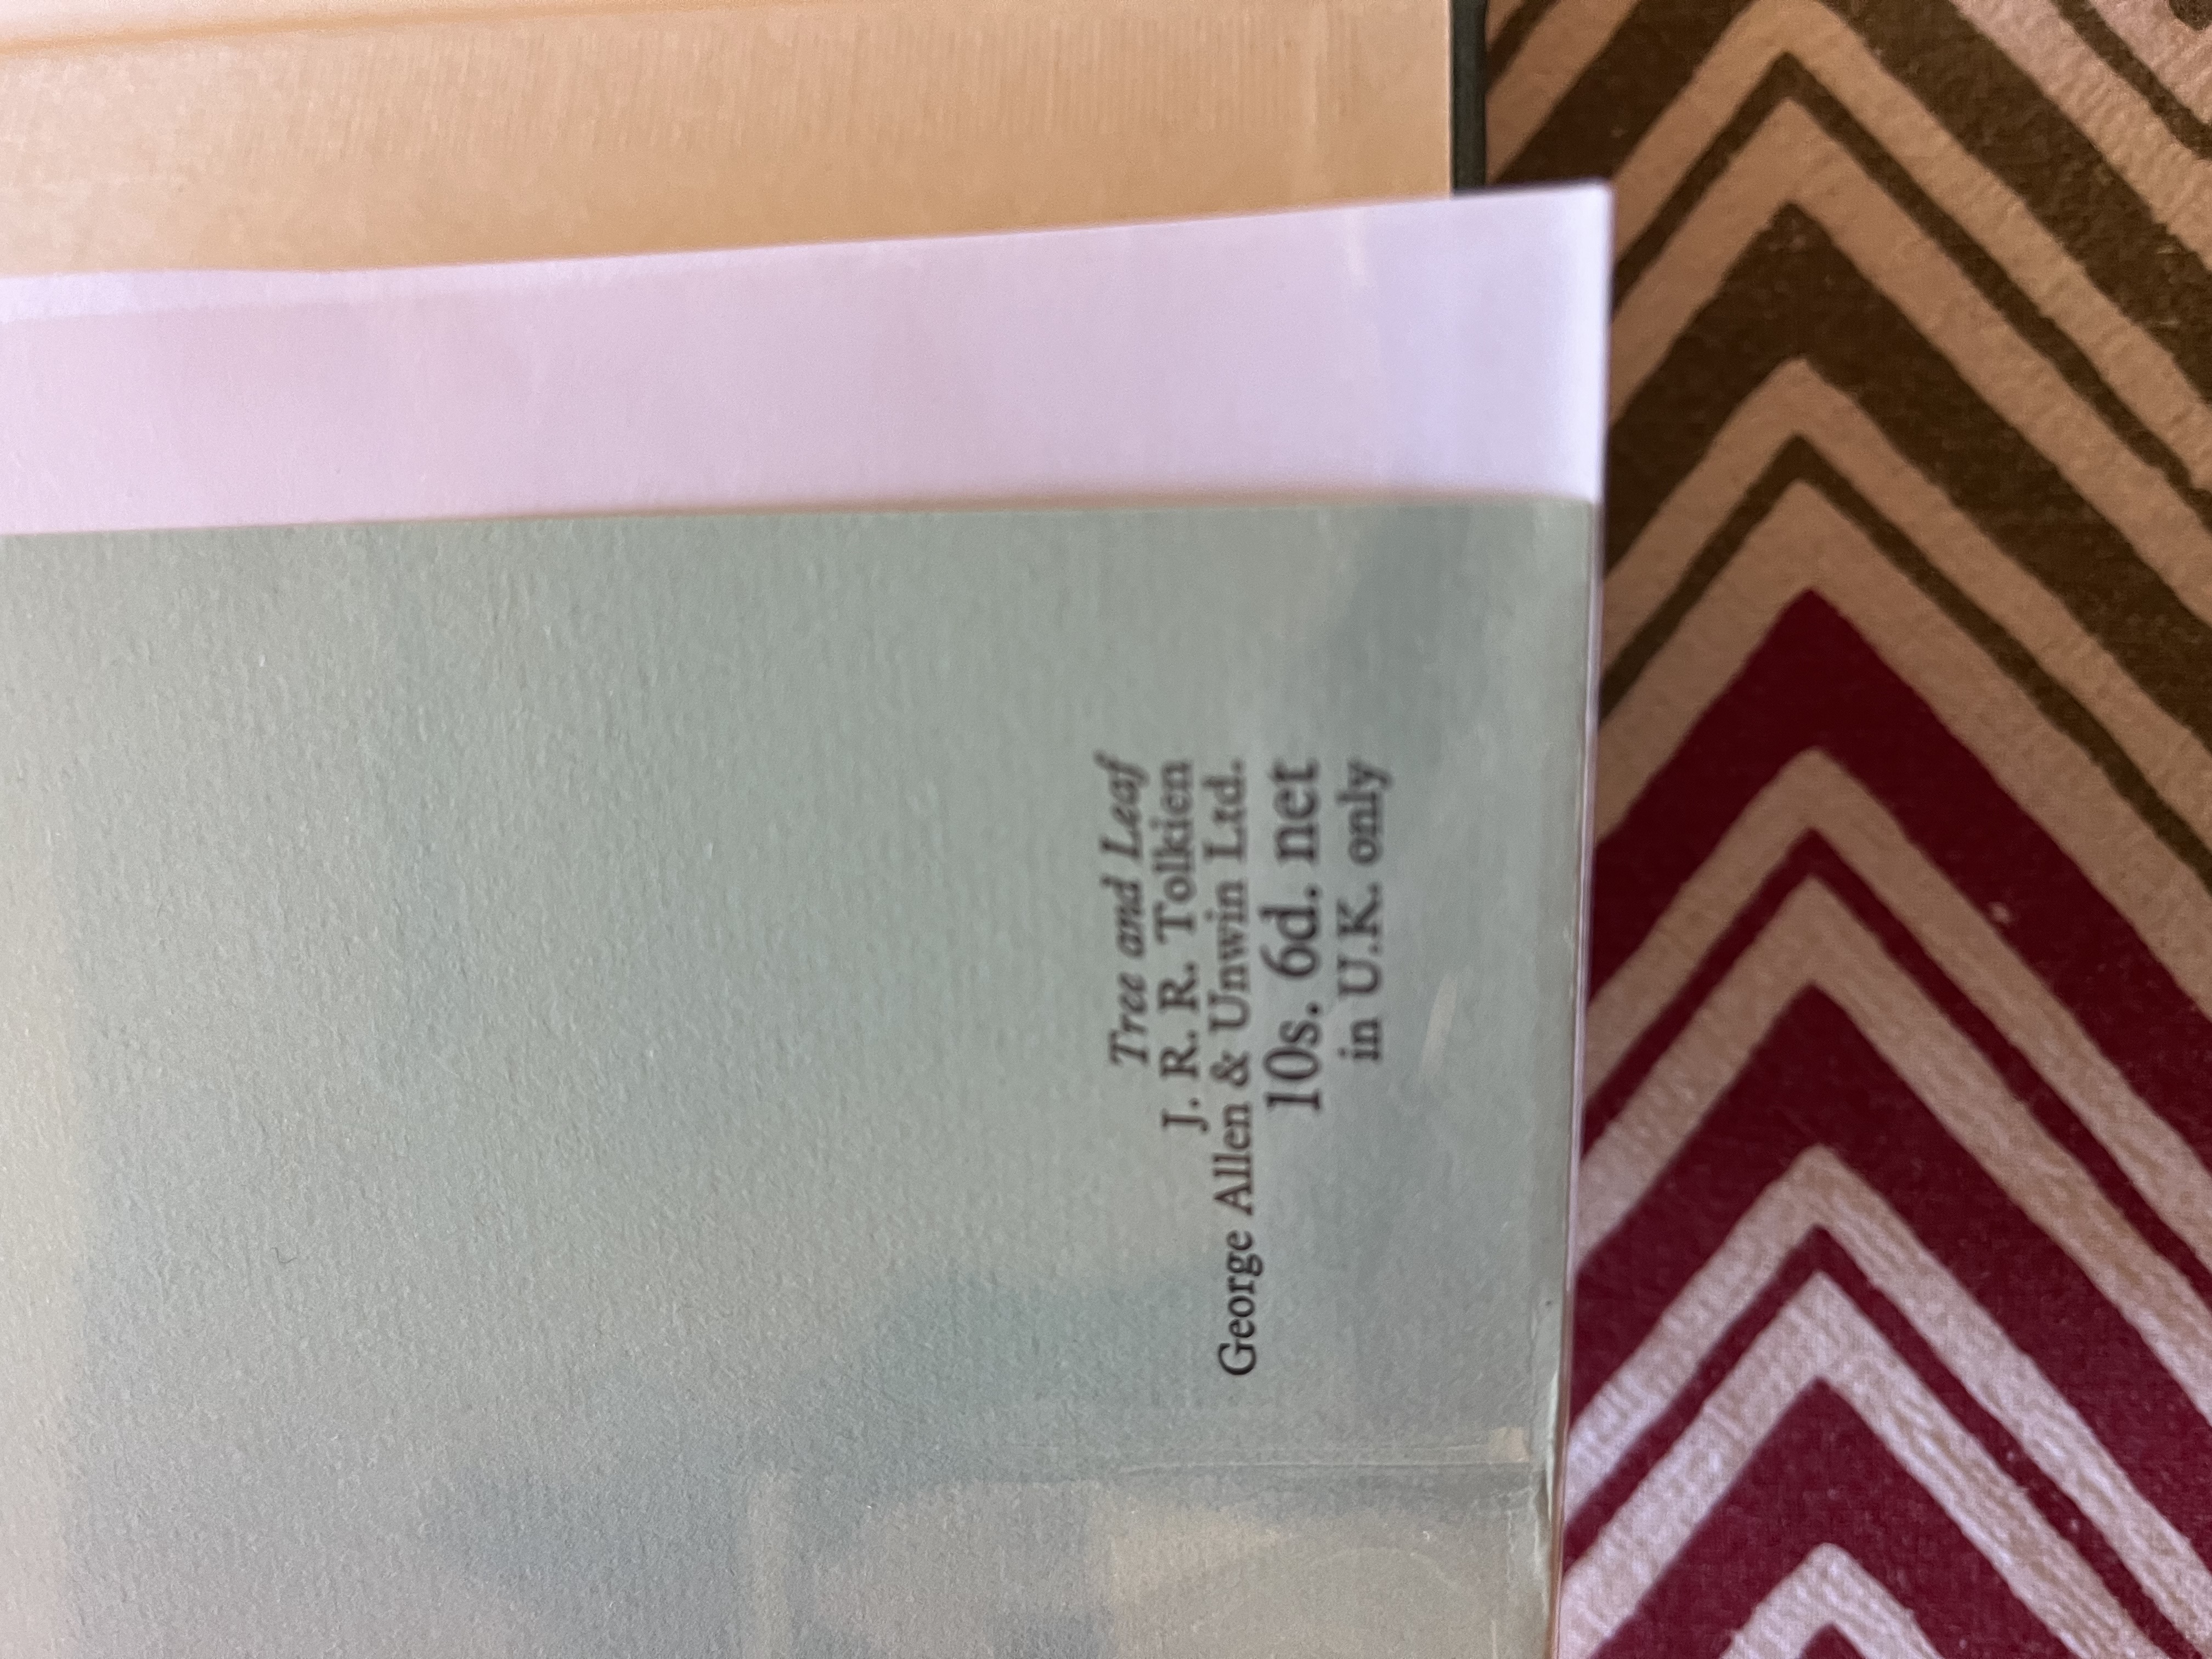 Tree and Leaf
J. R. R. Tolkien
George Allen & Unwin Ltd.
10s. 6d. net
in U.K. only